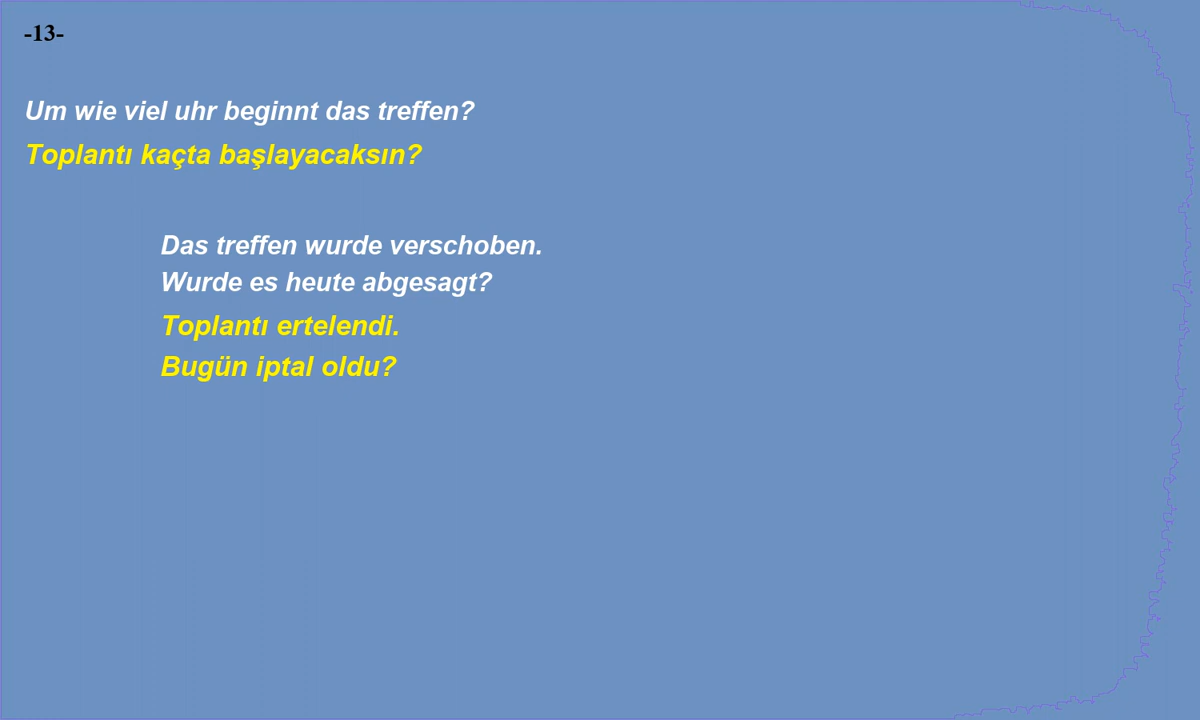 -13-
Um wie viel uhr beginnt das treffen?
Toplantı kaçta başlayacaksın?
Das treffen wurde verschoben.
Wurde es heute abgesagt?
Toplantı ertelendi.
Bugün iptal oldu?